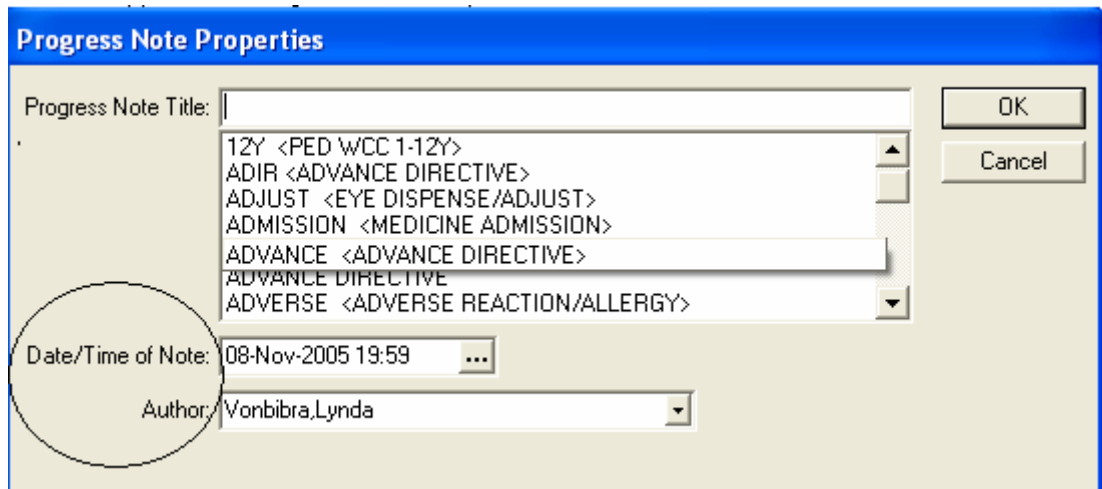 Progress Note Properties
Progress Note Title:
OK
Cancel
12Y <PED WCC 1-12Y>
ADIR <ADVANCE DIRECTIVE>
ADJUST <EYE DISPENSE/ADJUST>
ADMISSION <MEDICINE ADMISSION>
ADVANCE <ADVANCE DIRECTIVE>
ADVANCE DIRECTIVE
ADVERSE <ADVERSE REACTION/ALLERGY>
Date/Time of Note: 08-Nov-2005 19:59 ...
Author: Vonbibra,Lynda